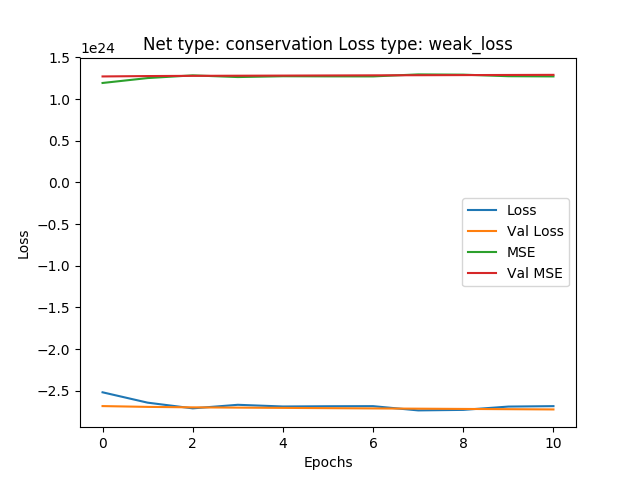 Net type: conservation Loss type: weak_loss
1e24
1.5
1.0
0.5
0.0
−0.5
−1.0
−1.5
−2.0
−2.5
Loss
Loss
Val Loss
MSE
Val MSE
0 2 4 6 8 10
Epochs